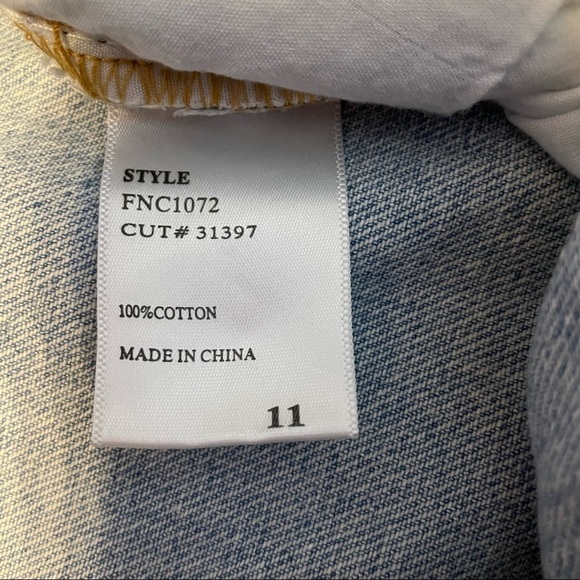 STYLE
FNC1072
CUT# 31397
100%COTTON
MADE IN CHINA
11